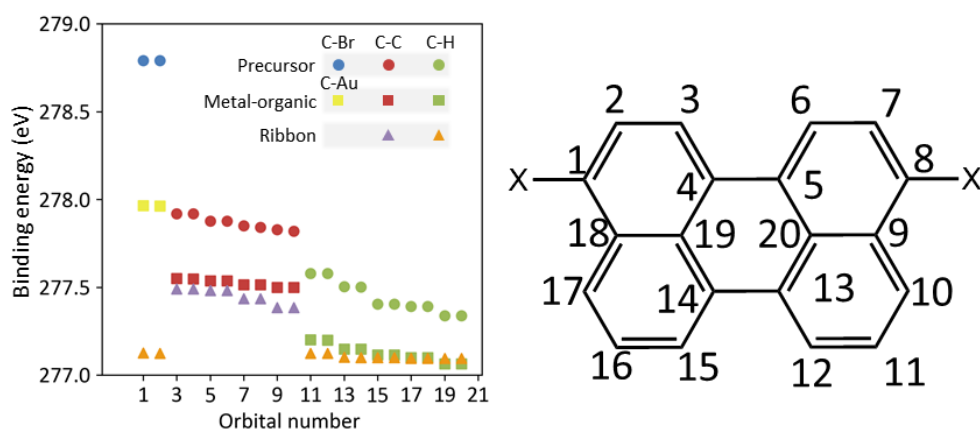 279.0
278.5
278.0
277.5
277.0
Binding energy (eV)
C-Br C-C C-H
Precursor
C-Au
Metal-organic
Ribbon
1 3 5 7 9 11 13 15 17 19 21
Orbital number
2 3 6 7
1 8
X X
4 5
18 19 20 9
17 14 13 10
16 15 12 11